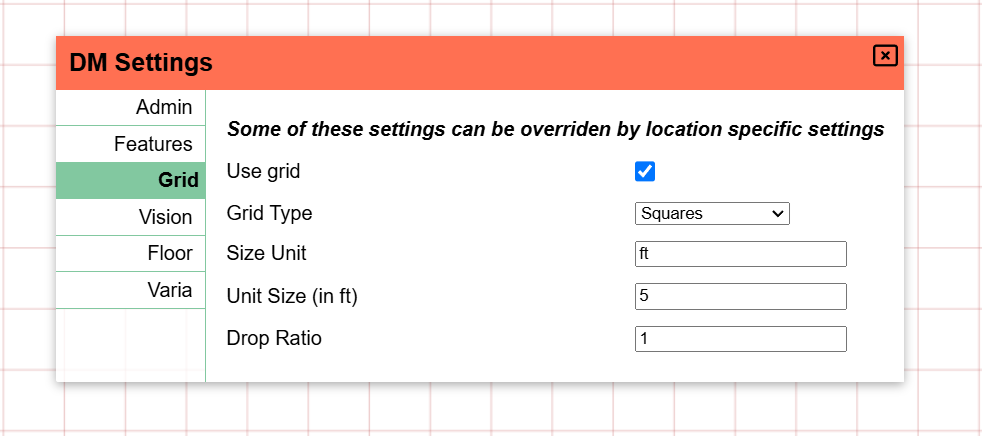 DM Settings
Admin
Features
Grid
Vision
Floor
Varia
Some of these settings can be overriden by location specific settings
Use grid
Grid Type Squares
Size Unit ft
Unit Size (in ft) 5
Drop Ratio 1